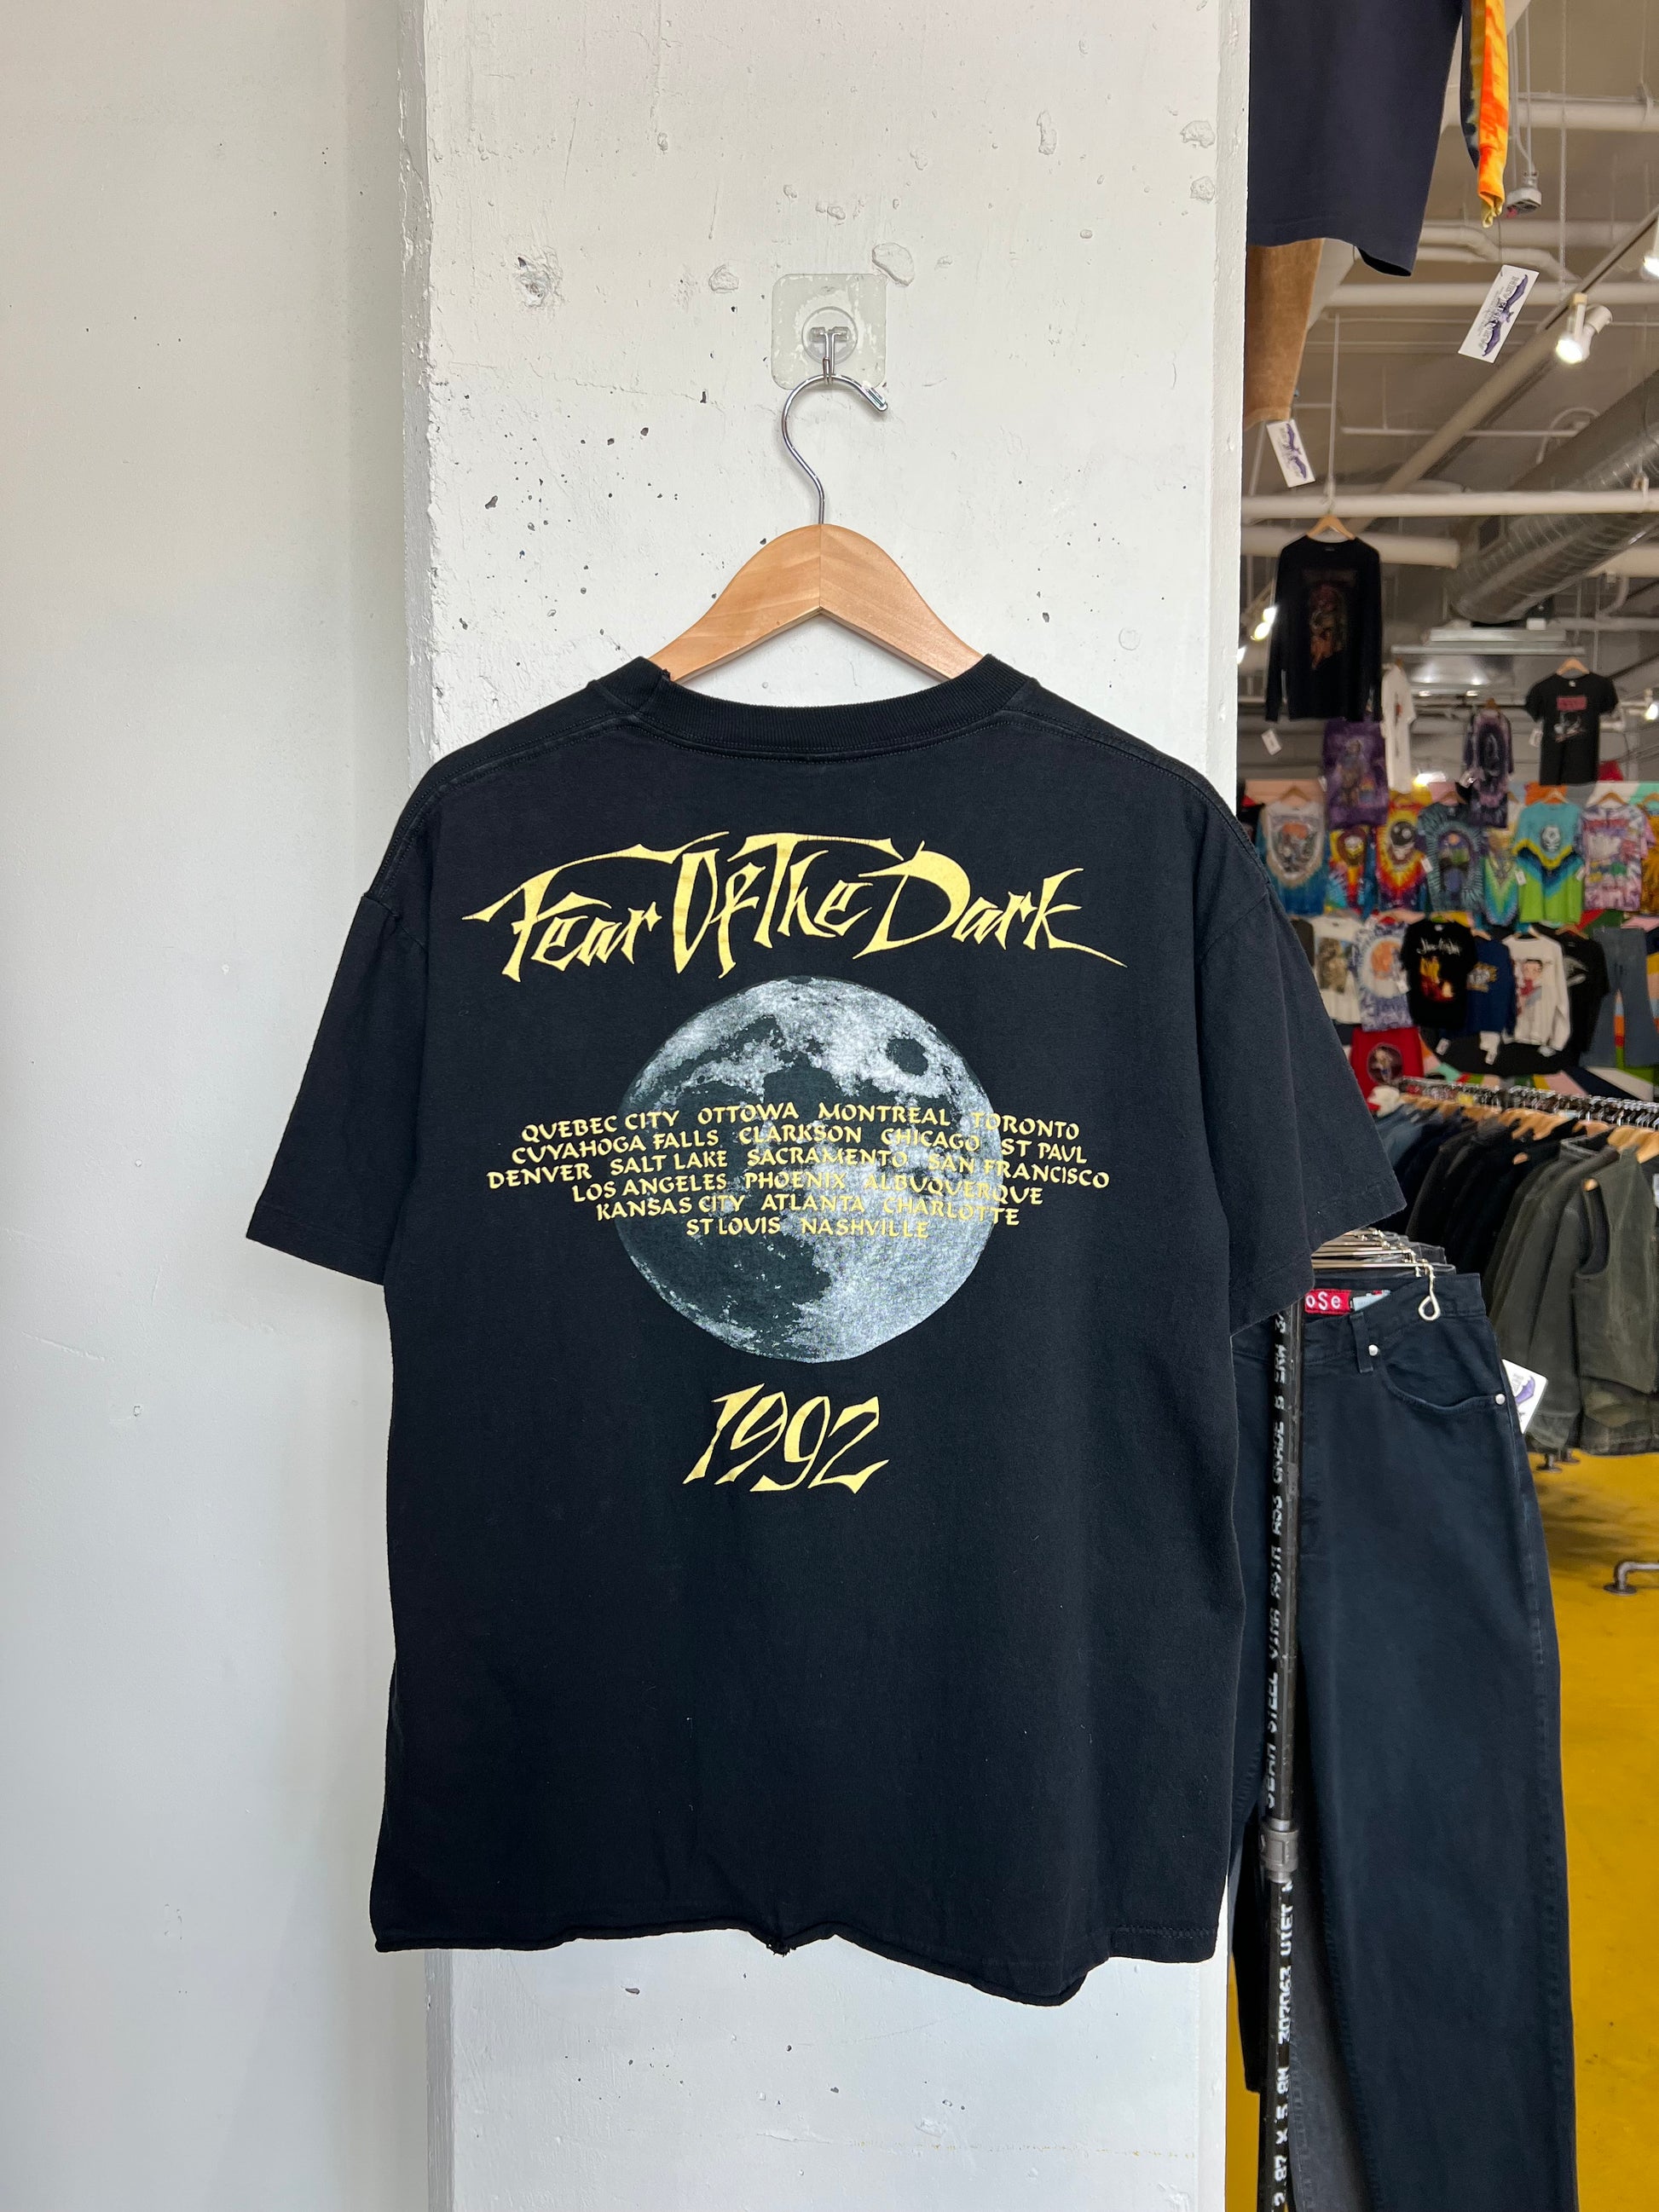 Fear Of The Dark
QUEBEC CITY OTTOWA MONTREAL TORONTO
CUYAHOGA FALLS CLARKSON CHICAGO ST PAUL
DENVER SALT LAKE SACRAMENTO SAN FRANCISCO
LOS ANGELES PHOENIX ALBUQUERQUE
KANSAS CITY ATLANTA CHARLOTTE
ST LOUIS NASHVILLE
1992
oSe